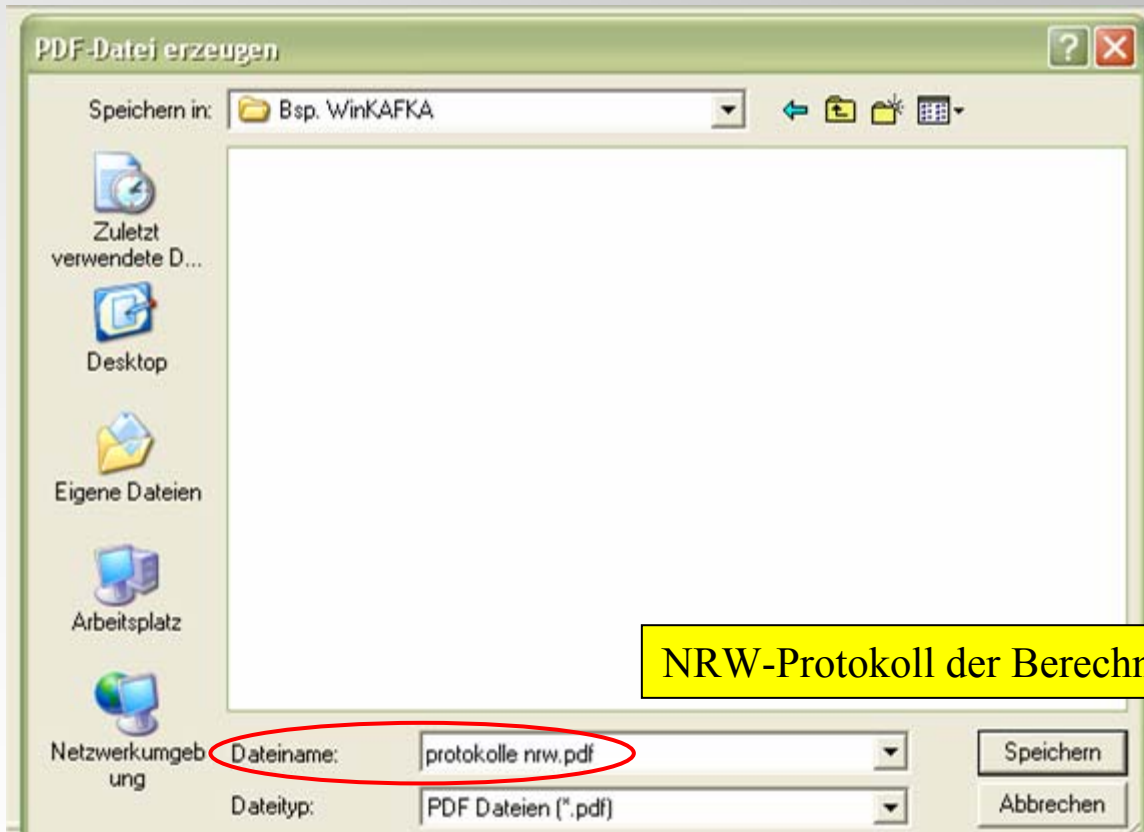 PDF-Datei erzeugen
Speichern in: Bsp. WinKAFKA
Zuletzt
verwendete D...
Desktop
Eigene Dateien
Arbeitsplatz
Netzwerkumgeb
ung
NRW-Protokoll der Berechn
Dateiname: protokolle nrw.pdf Speichern
Dateityp: PDF Dateien (*.pdf) Abbrechen